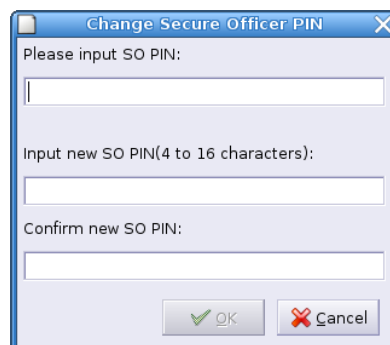 Change Secure Officer PIN
Please input SO PIN:
Input new SO PIN(4 to 16 characters):
Confirm new SO PIN:
OK Cancel